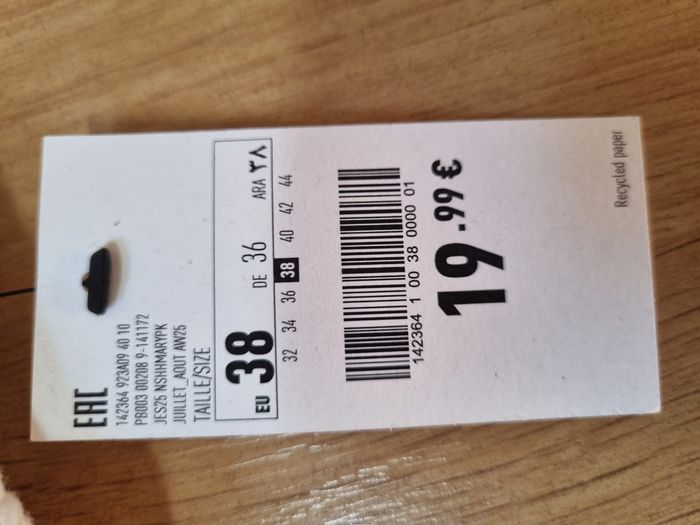 EAC
142364 923A09 40 10
PB003 00208 9-141172
JES25 NSHHMARYPK
JUILLET_AOUT AW25
TAILLE/SIZE
EU 38 DE 36 ARA ٣٨
32 34 36 38 40 42 44
142364 1 00 38 0000 01
19.99 €
Recycled paper